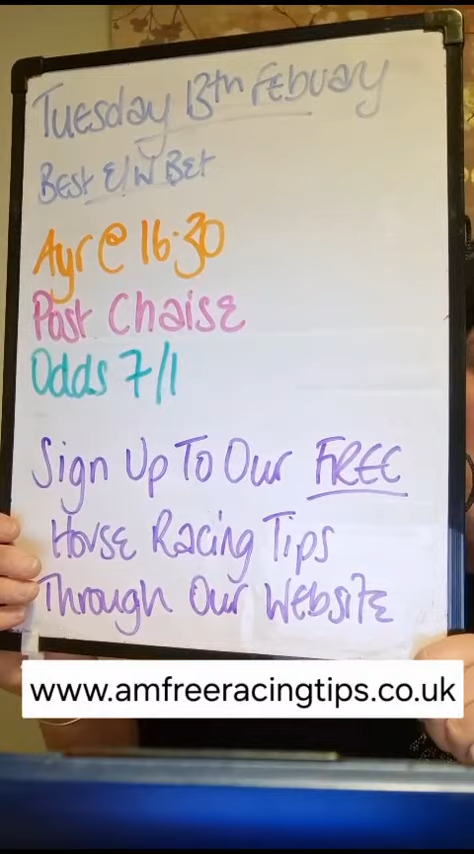 Tuesday 13th Febuary
Best E/W Bet
Ayr @ 16.30
Post Chaise
Odds 7/1
Sign Up To Our FREE
Horse Racing Tips
Through Our Website
www.amfreeracingtips.co.uk